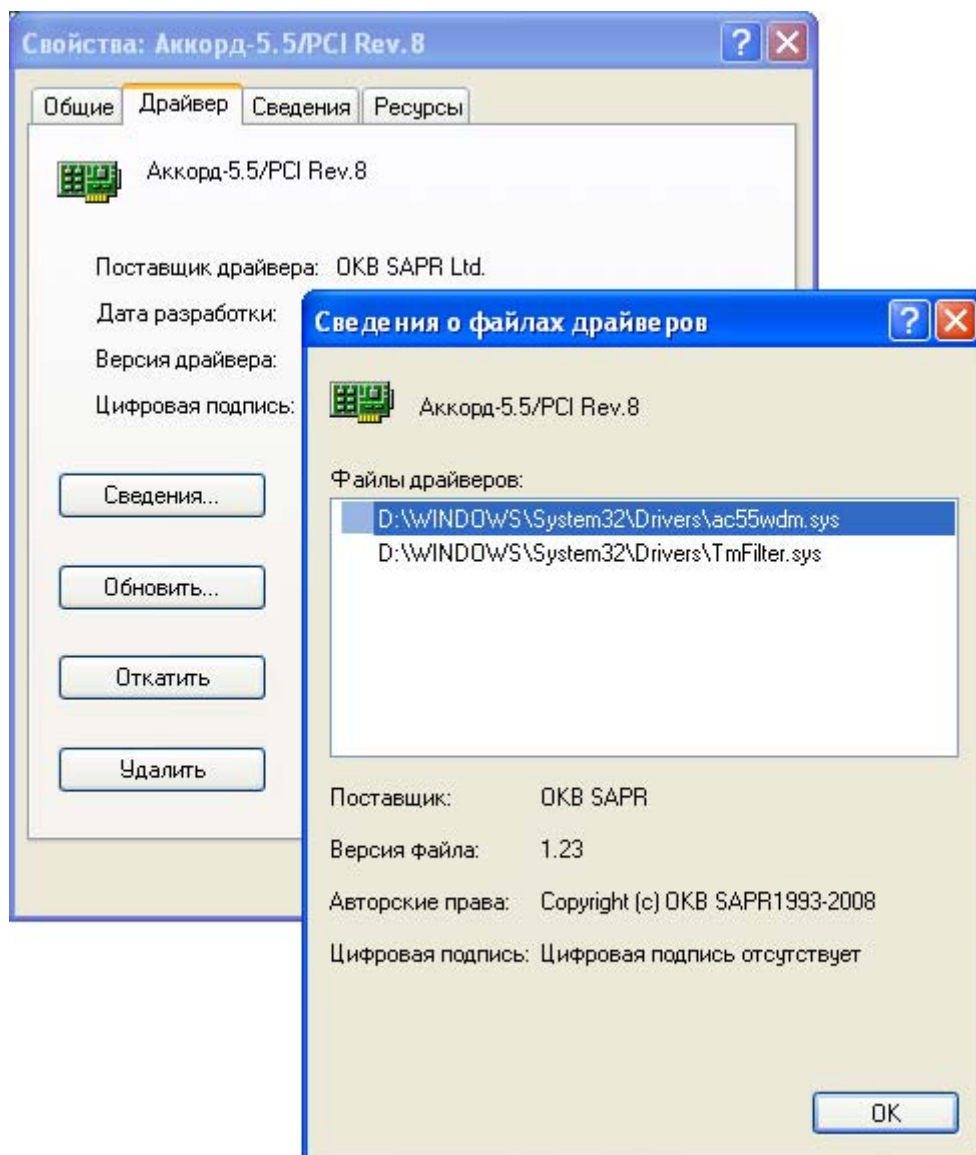 Свойства: Аккорд-5.5/PCI Rev.8
Общие Драйвер Сведения Ресурсы
Аккорд-5.5/PCI Rev.8
Поставщик драйвера: OKB SAPR Ltd.
Дата разработки:
Версия драйвера:
Цифровая подпись:
Сведения...
Обновить...
Откатить
Удалить
Сведения о файлах драйверов
Аккорд-5.5/PCI Rev.8
Файлы драйверов:
D:\WINDOWS\System32\Drivers\ac55wdm.sys
D:\WINDOWS\System32\Drivers\TmFilter.sys
Поставщик: OKB SAPR
Версия файла: 1.23
Авторские права: Copyright (c) OKB SAPR1993-2008
Цифровая подпись: Цифровая подпись отсутствует
OK